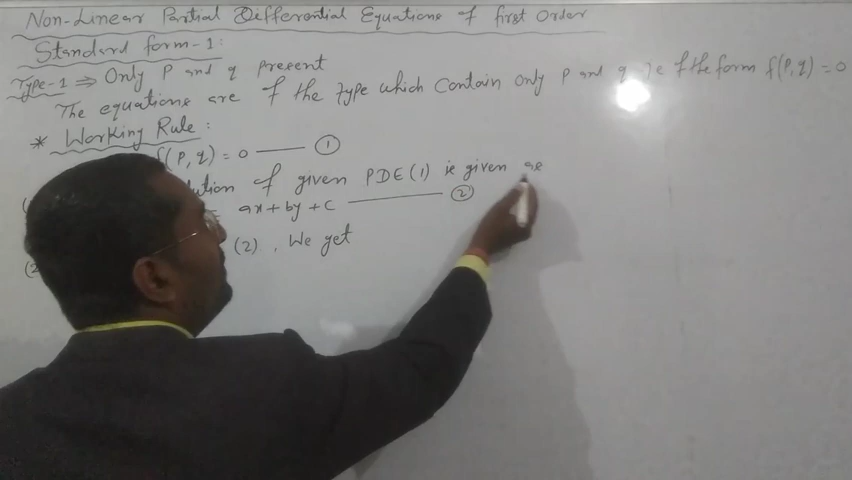 Non-Linear Partial Differential Equations of first Order
Standard form-1:
Type-1 ⇒ Only P and q present
The equations are of the type which contain only P and q i.e of the form f(P,q)=0
* Working Rule:
f(P,q)=0 —— ①
of given PDE(1) is given as
ax+by+c —— ②
(2), We get
(2